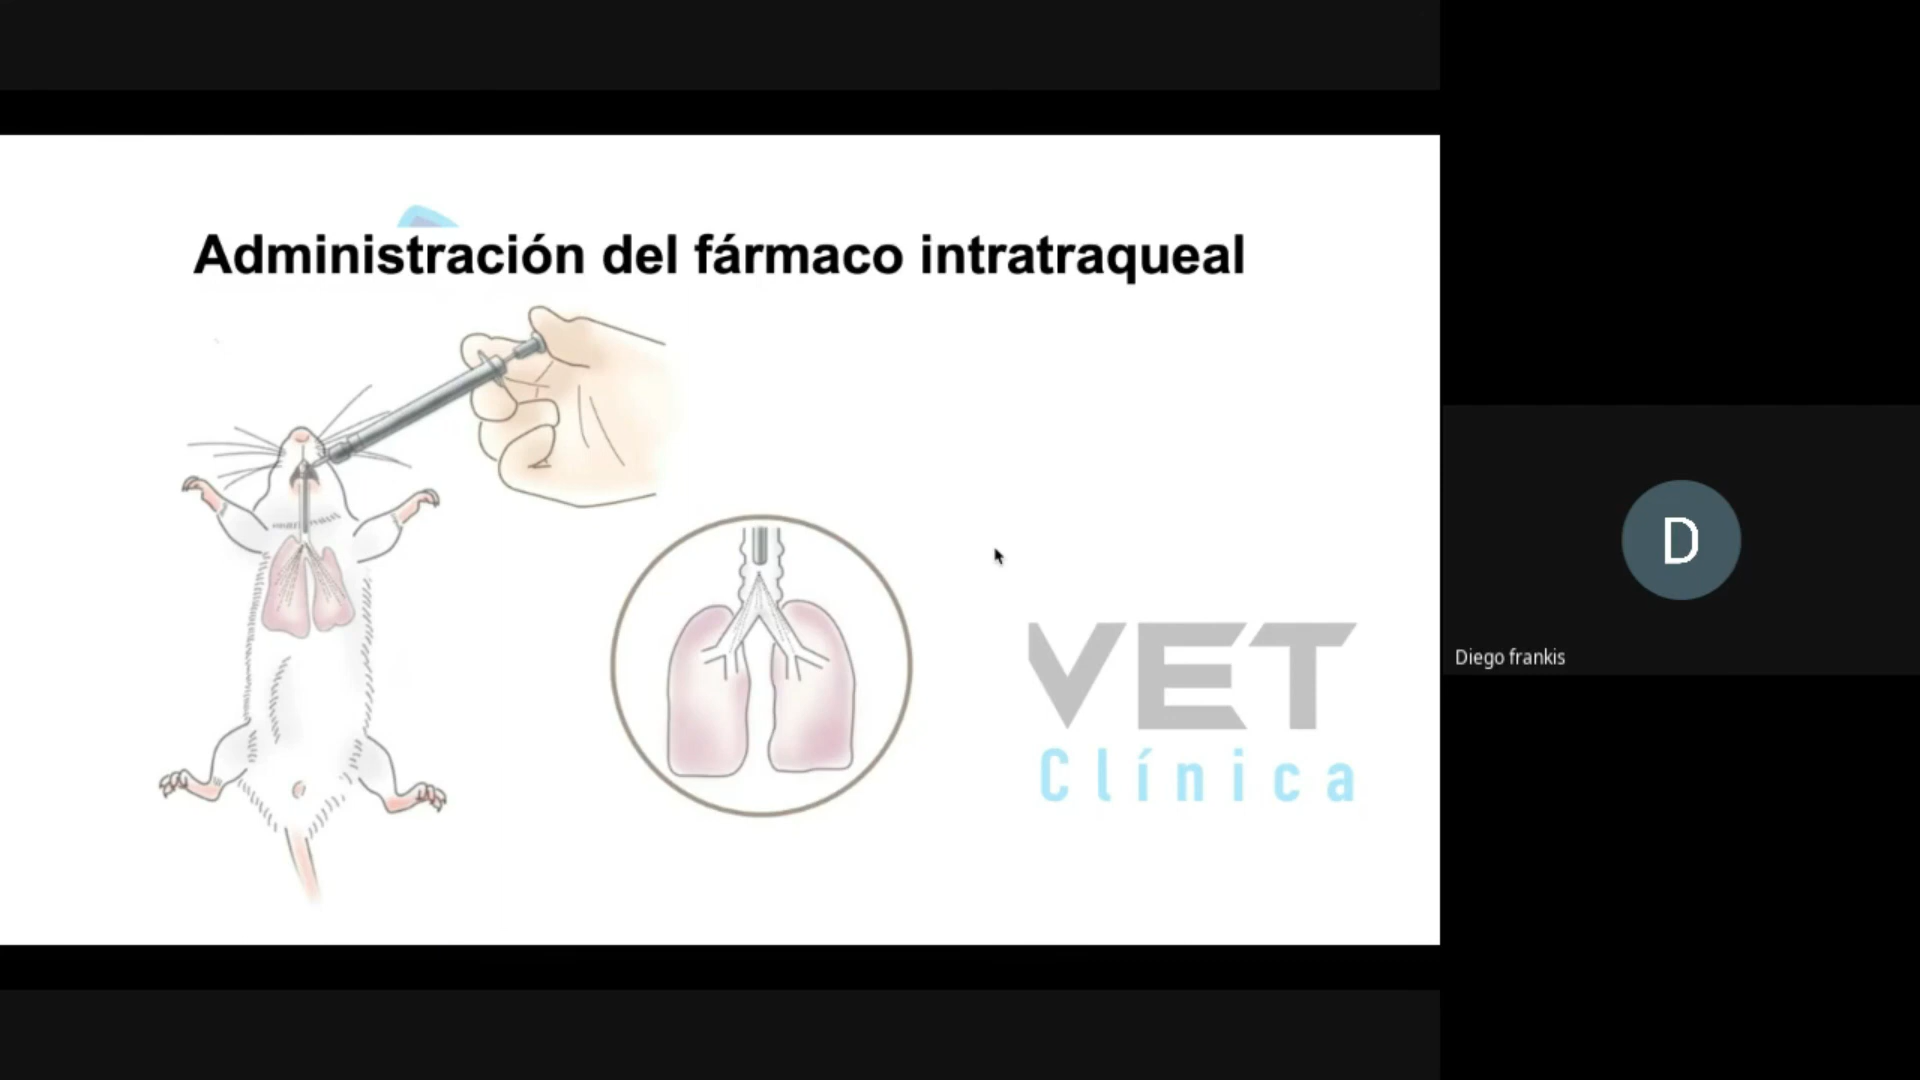 Administración del fármaco intratraqueal
VET
Clínica
D
Diego frankis